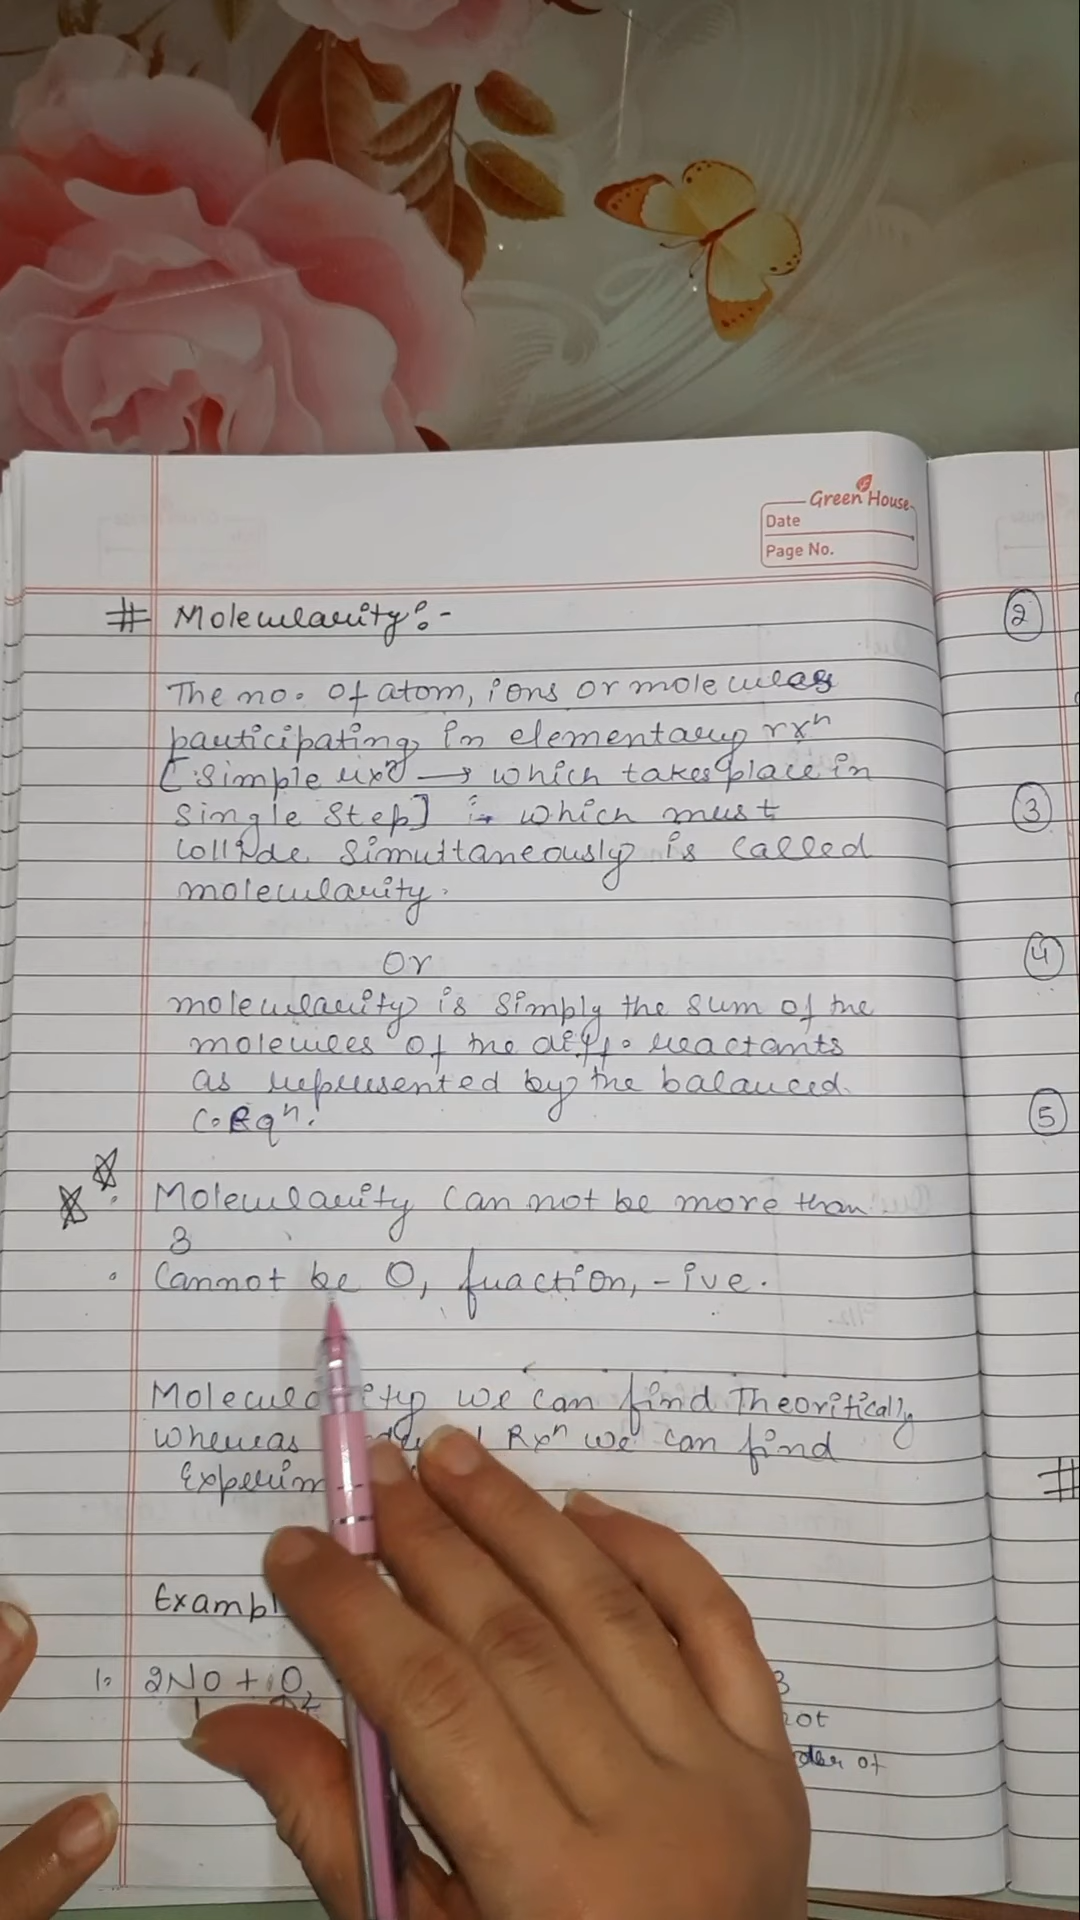 Green House
Date
Page No.
# Molecularity:-
The no. of atom, ions or molecules
participating in elementary rxⁿ
[simple rxⁿ → which takes place in
single step] which must
collide simultaneously is called
molecularity.
Or
molecularity is simply the sum of the
molecules of the diff. reactants
as represented by the balanced
C. Eqⁿ.
Molecularity can not be more than
3
Cannot be 0, fraction, -ive.
Molecularity we can find Theoritically
whereas Rxⁿ we can find
Experim
Exampl
1. 2NO + O₂
3
not
der of
2
3
4
5
#